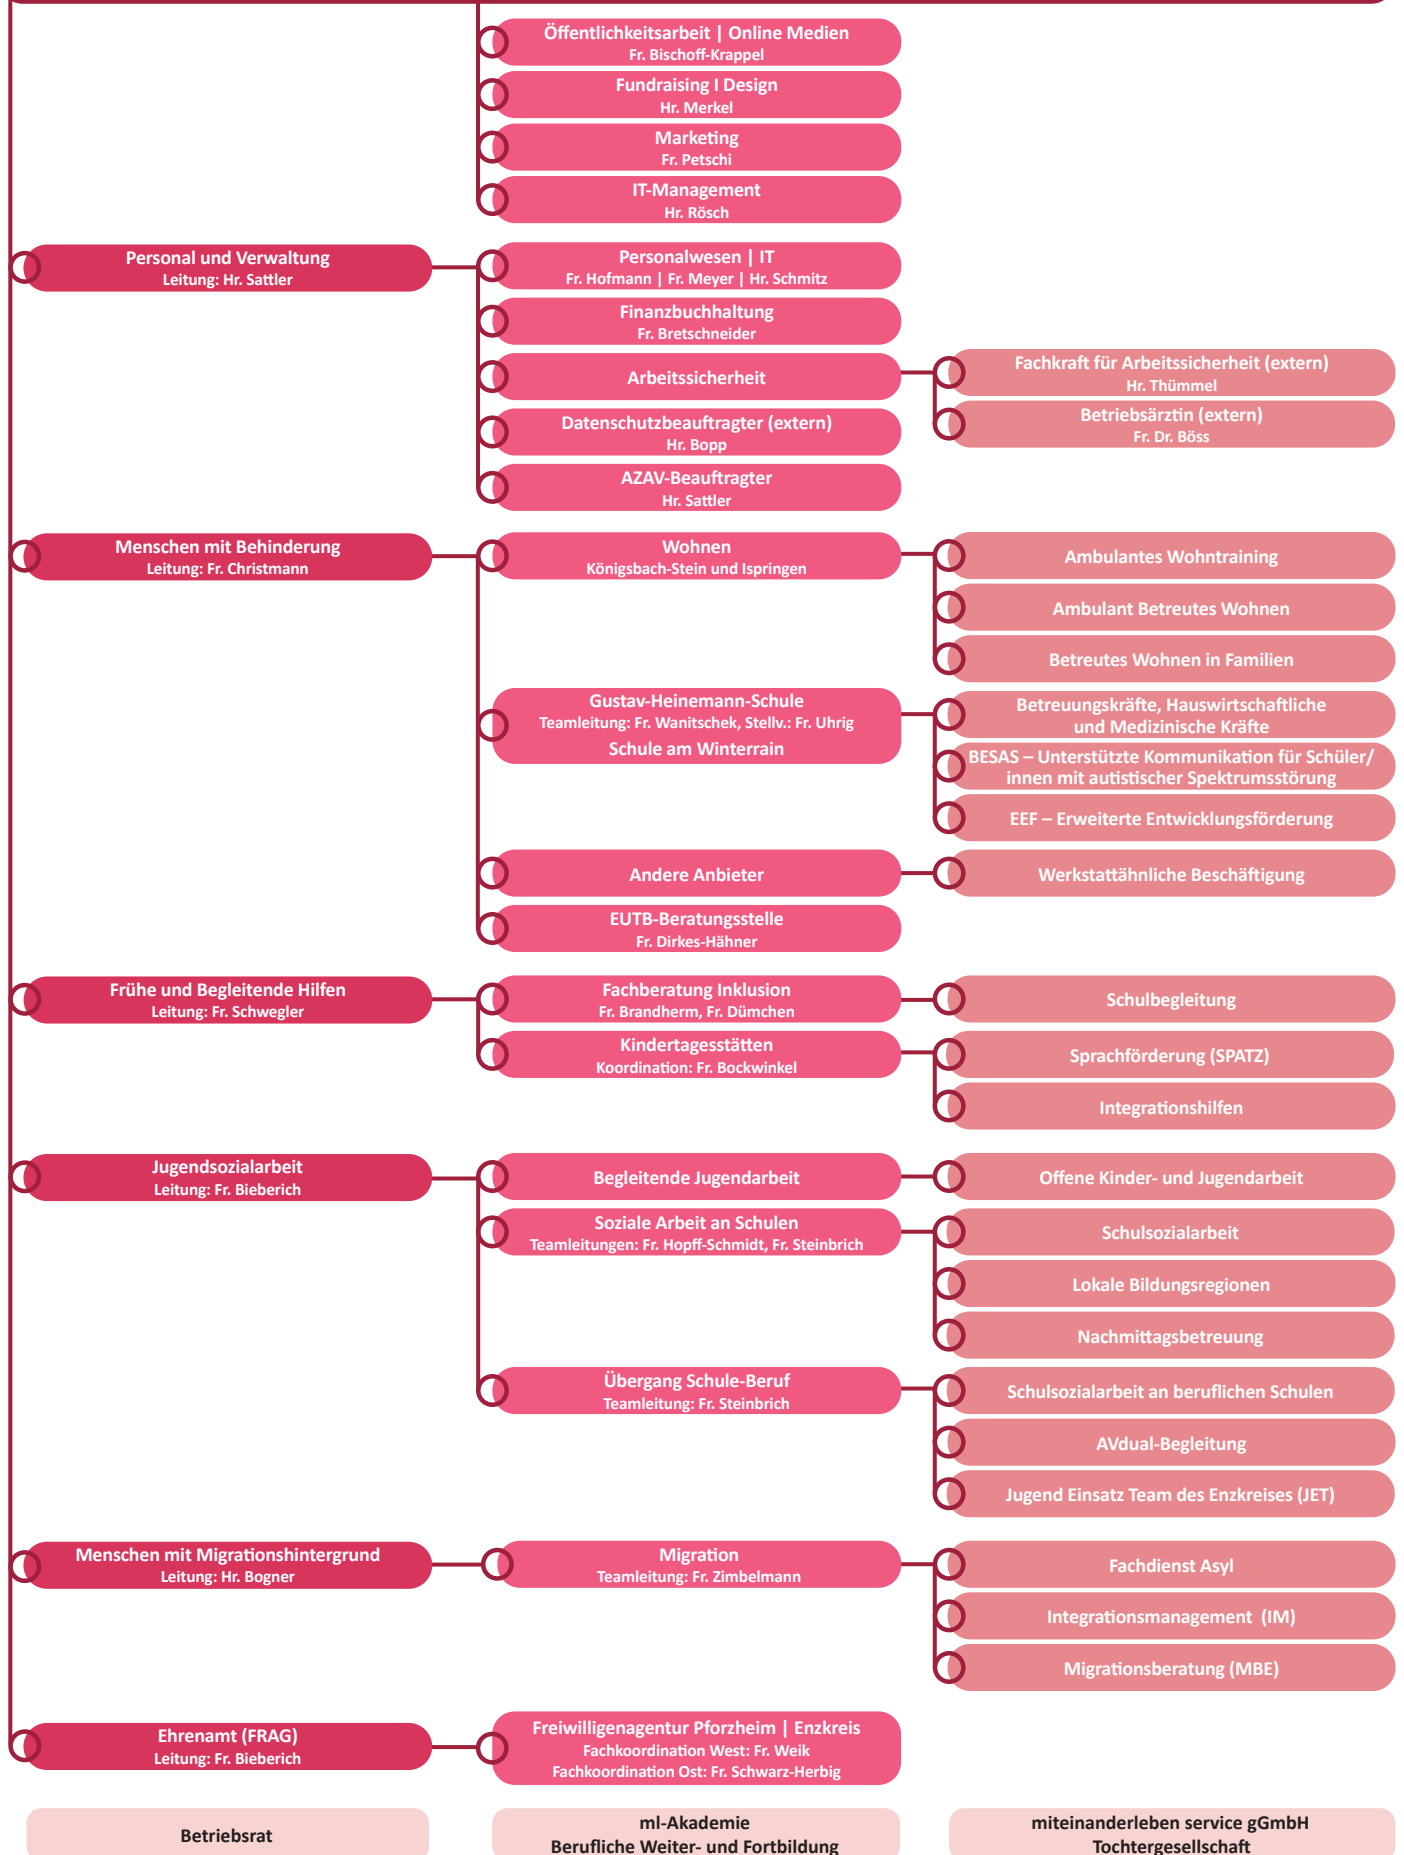 Öffentlichkeitsarbeit | Online Medien
Fr. Bischoff-Krappel
Fundraising I Design
Hr. Merkel
Marketing
Fr. Petschi
IT-Management
Hr. Rösch
Personal und Verwaltung
Leitung: Hr. Sattler
Personalwesen | IT
Fr. Hofmann | Fr. Meyer | Hr. Schmitz
Finanzbuchhaltung
Fr. Bretschneider
Arbeitssicherheit
Fachkraft für Arbeitssicherheit (extern)
Hr. Thümmel
Betriebsärztin (extern)
Fr. Dr. Böss
Datenschutzbeauftragter (extern)
Hr. Bopp
AZAV-Beauftragter
Hr. Sattler
Menschen mit Behinderung
Leitung: Fr. Christmann
Wohnen
Königsbach-Stein und Ispringen
Ambulantes Wohntraining
Ambulant Betreutes Wohnen
Betreutes Wohnen in Familien
Gustav-Heinemann-Schule
Teamleitung: Fr. Wanitschek, Stellv.: Fr. Uhrig
Schule am Winterrain
Betreuungskräfte, Hauswirtschaftliche
und Medizinische Kräfte
BESAS – Unterstützte Kommunikation für Schüler/
innen mit autistischer Spektrumsstörung
EEF – Erweiterte Entwicklungsförderung
Andere Anbieter
Werkstattähnliche Beschäftigung
EUTB-Beratungsstelle
Fr. Dirkes-Hähner
Frühe und Begleitende Hilfen
Leitung: Fr. Schwegler
Fachberatung Inklusion
Fr. Brandherm, Fr. Dümchen
Schulbegleitung
Kindertagesstätten
Koordination: Fr. Bockwinkel
Sprachförderung (SPATZ)
Integrationshilfen
Jugendsozialarbeit
Leitung: Fr. Bieberich
Begleitende Jugendarbeit
Offene Kinder- und Jugendarbeit
Soziale Arbeit an Schulen
Teamleitungen: Fr. Hopff-Schmidt, Fr. Steinbrich
Schulsozialarbeit
Lokale Bildungsregionen
Nachmittagsbetreuung
Übergang Schule-Beruf
Teamleitung: Fr. Steinbrich
Schulsozialarbeit an beruflichen Schulen
AVdual-Begleitung
Jugend Einsatz Team des Enzkreises (JET)
Menschen mit Migrationshintergrund
Leitung: Hr. Bogner
Migration
Teamleitung: Fr. Zimbelmann
Fachdienst Asyl
Integrationsmanagement (IM)
Migrationsberatung (MBE)
Ehrenamt (FRAG)
Leitung: Fr. Bieberich
Freiwilligenagentur Pforzheim | Enzkreis
Fachkoordination West: Fr. Weik
Fachkoordination Ost: Fr. Schwarz-Herbig
Betriebsrat
ml-Akademie
Berufliche Weiter- und Fortbildung
miteinanderleben service gGmbH
Tochtergesellschaft